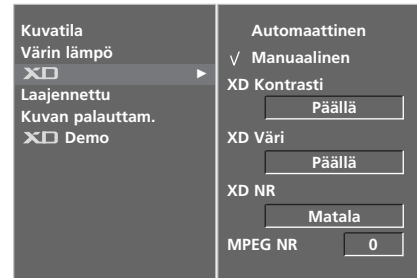 Kuvatila
Värin lämpö
XD
Laajennettu
Kuvan palauttam.
XD Demo
Automaattinen
√ Manuaalinen
XD Kontrasti
Päällä
XD Väri
Päällä
XD NR
Matala
MPEG NR 0